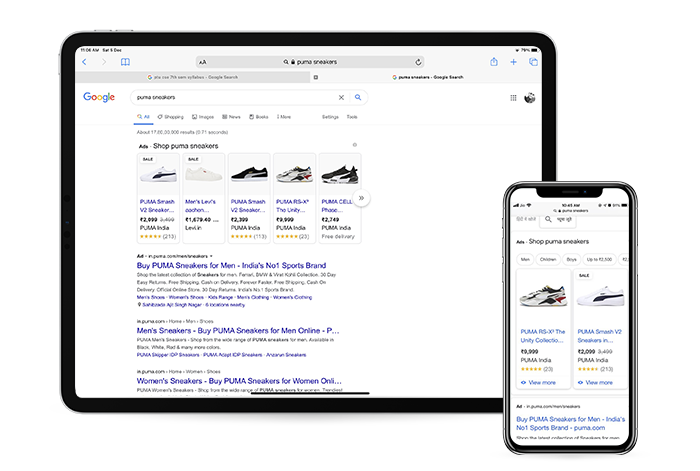 11:06 AM Sat 5 Dec
79%
AA
puma sneakers
Google Search
puma sneakers - Google Search
Google
puma sneakers
All
Shopping
Images
News
Books
More
Settings
Tools
About 17,00,00,000 results (0.71 seconds)
Ads · Shop puma sneakers
SALE
SALE
PUMA Smash
V2 Sneaker...
₹2,099 3,499
PUMA India
(213)
Men's Levi's
₹1,679.40 ...
Levi.in
PUMA Smash
V2 Sneaker...
₹2,399
PUMA India
PUMA RS-X³
The Unity...
₹9,999
PUMA India
(23)
PUMA CELL
Phase...
₹2,749
Free delivery
Ad · in.puma.com/men/sneakers
Buy PUMA Sneakers for Men - India's No1 Sports Brand
Shop the latest collection of Sneakers for men. Ferrari, BMW & Virat Kohli Collection. 30 Day
Easy Returns. Free Shipping. Cash On Delivery. Forever Faster. Free Shipping. Cash On
Delivery. Official Online Store. 30 Day Returns. India's No.1 Sports Brand.
Men's Shoes · Women's Shoes · Kids Range · Men's Clothing · Women's Clothing
Sahibzada Ajit Singh Nagar · 6 locations nearby
in.puma.com › Home › Men › Shoes
Men's Sneakers - Buy PUMA Sneakers for Men Online - P...
PUMA Men's Sneakers - Shop from the wide range of PUMA sneakers for men. Available in
Black, White, Red & many more colors.
PUMA Skipper IDP Sneakers · PUMA Adapt IDP Sneakers · Anzarun Sneakers
in.puma.com › Home › Women › Shoes
Women's Sneakers - Buy PUMA Sneakers for Women Onli...
PUMA Women's Sneakers - Shop from the wide range of PUMA sneakers for women. Trendiest
10:45 AM
puma sneakers
Ads · Shop puma sneakers
Men
Children
Boys
Up to ₹2,500
SALE
PUMA RS-X³ The
Unity Collectio...
₹9,999
PUMA India
(23)
View more
PUMA Smash V2
Sneakers in...
₹2,099 3,499
PUMA India
(213)
View more
Ad · in.puma.com/men/sneakers
Buy PUMA Sneakers for Men - India's
No1 Sports Brand - puma.com
Shop the latest collection of Sneakers for men.